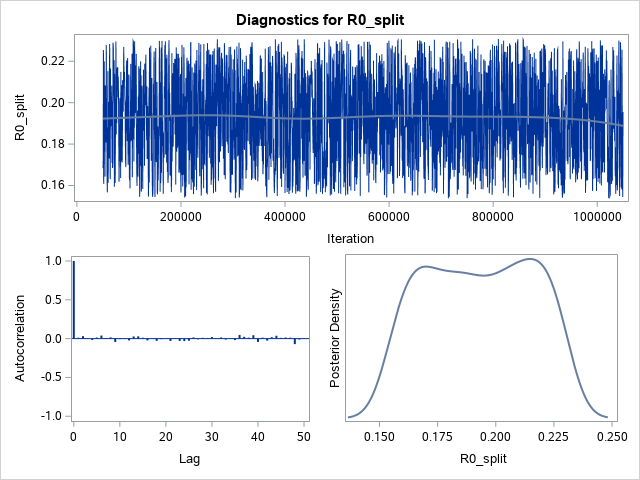 Diagnostics for R0_split
R0_split
0.22
0.20
0.18
0.16
0 200000 400000 600000 800000 1000000
Iteration
Autocorrelation
1.0
0.5
0.0
-0.5
-1.0
0 10 20 30 40 50
Lag
Posterior Density
0.150 0.175 0.200 0.225 0.250
R0_split